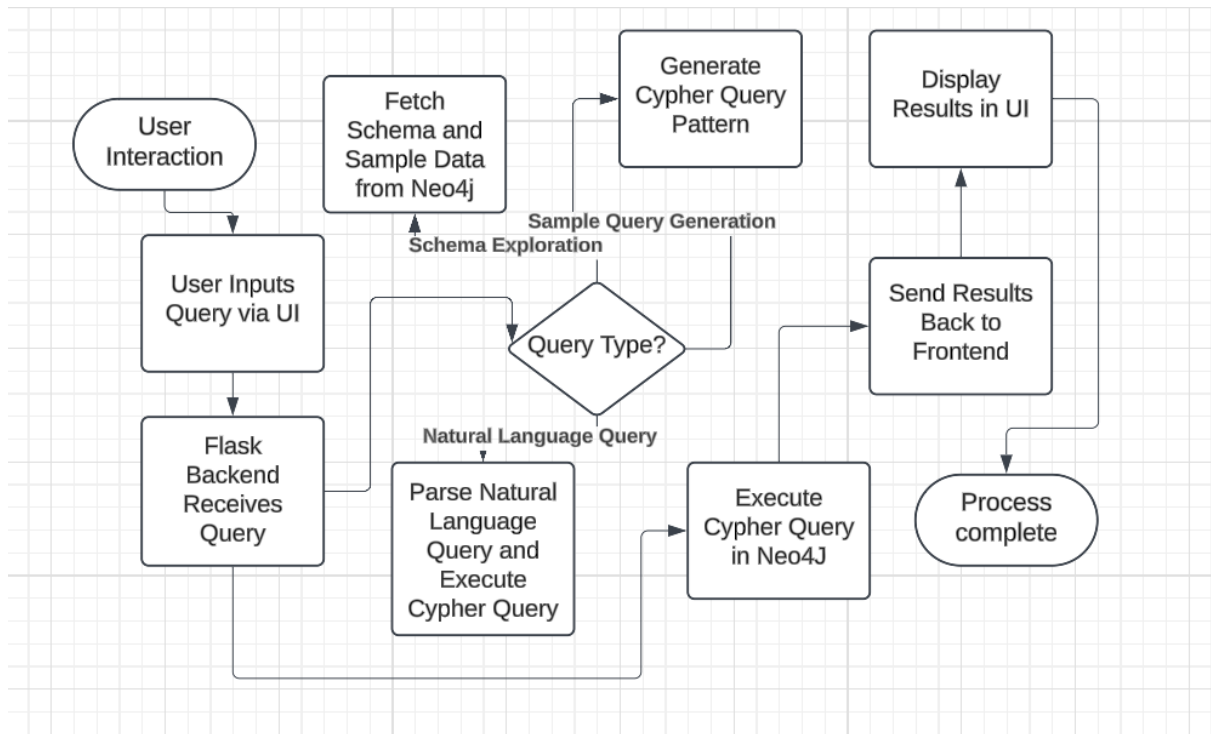 User
Interaction
User Inputs
Query via UI
Flask
Backend
Receives
Query
Fetch
Schema and
Sample Data
from Neo4j
Schema Exploration
Sample Query Generation
Generate
Cypher Query
Pattern
Query Type?
Natural Language Query
Parse Natural
Language
Query and
Execute
Cypher Query
Execute
Cypher Query
in Neo4J
Send Results
Back to
Frontend
Display
Results in UI
Process
complete